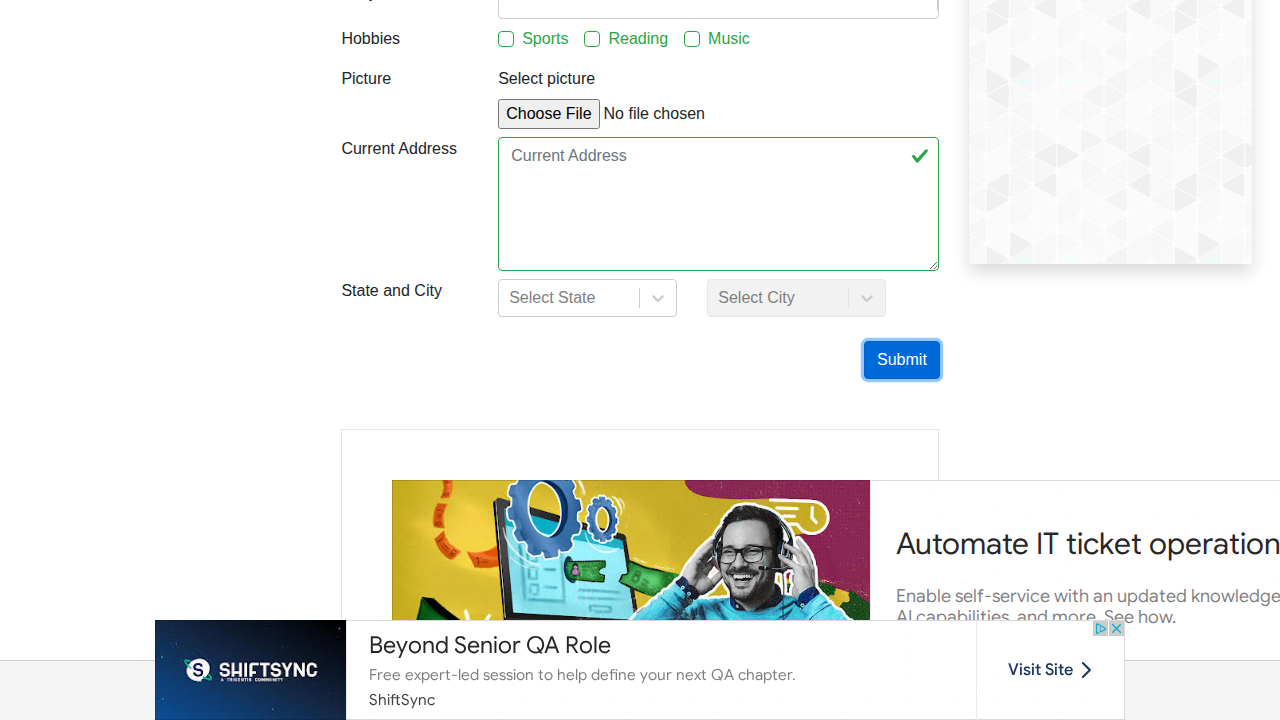 Hobbies
Sports
Reading
Music
Picture
Select picture
Choose File No file chosen
Current Address
Current Address
State and City
Select State
Select City
Submit
Automate IT ticket operation
Enable self-service with an updated knowledge
AI capabilities, and more. See how.
SHIFTSYNC
A TRICENTIS COMMUNITY
Beyond Senior QA Role
Free expert-led session to help define your next QA chapter.
ShiftSync
Visit Site